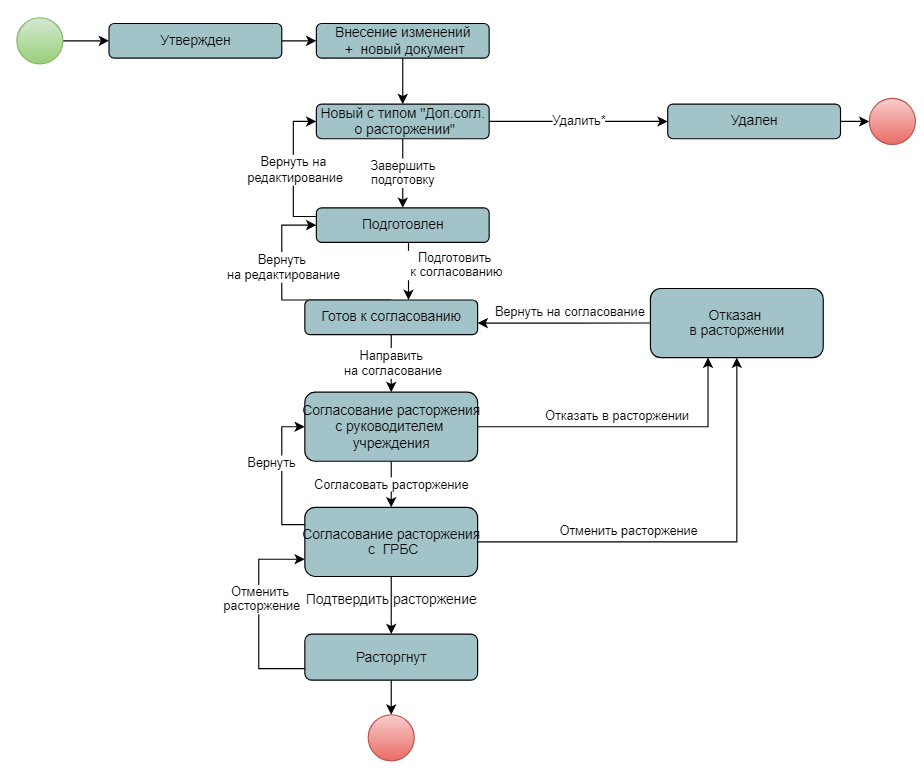 Утвержден
Внесение изменений
+ новый документ
Новый с типом "Доп.согл.
о расторжении"
Удалить*
Удален
Вернуть на
редактирование
Завершить
подготовку
Подготовлен
Вернуть
на редактирование
Подготовить
к согласованию
Готов к согласованию
Вернуть на согласование
Отказан
в расторжении
Направить
на согласование
Согласование расторжения
с руководителем
учреждения
Отказать в расторжении
Вернуть
Согласовать расторжение
Согласование расторжения
с ГРБС
Отменить расторжение
Отменить
расторжение
Подтвердить расторжение
Расторгнут